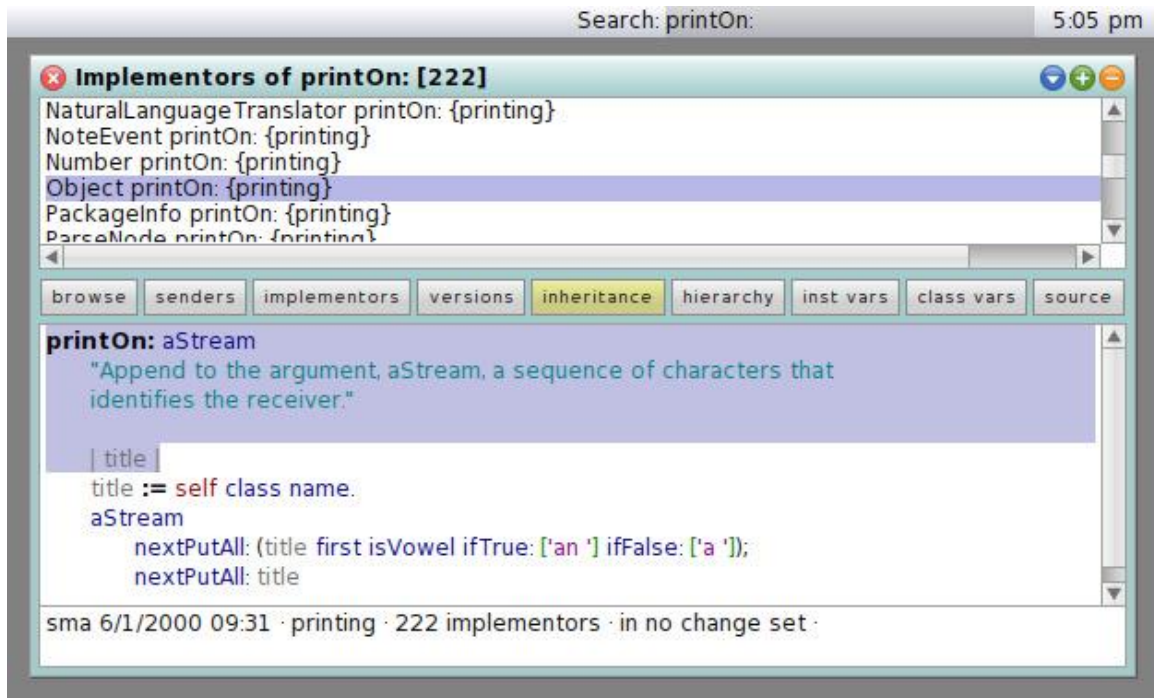 Search: printOn: 5:05 pm
Implementors of printOn: [222]
NaturalLanguageTranslator printOn: {printing}
NoteEvent printOn: {printing}
Number printOn: {printing}
Object printOn: {printing}
PackageInfo printOn: {printing}
ParseNode printOn: {printing}
browse senders implementors versions inheritance hierarchy inst vars class vars source
printOn: aStream
"Append to the argument, aStream, a sequence of characters that
identifies the receiver."
| title |
title := self class name.
aStream
nextPutAll: (title first isVowel ifTrue: ['an '] ifFalse: ['a ']);
nextPutAll: title
sma 6/1/2000 09:31 · printing · 222 implementors · in no change set ·